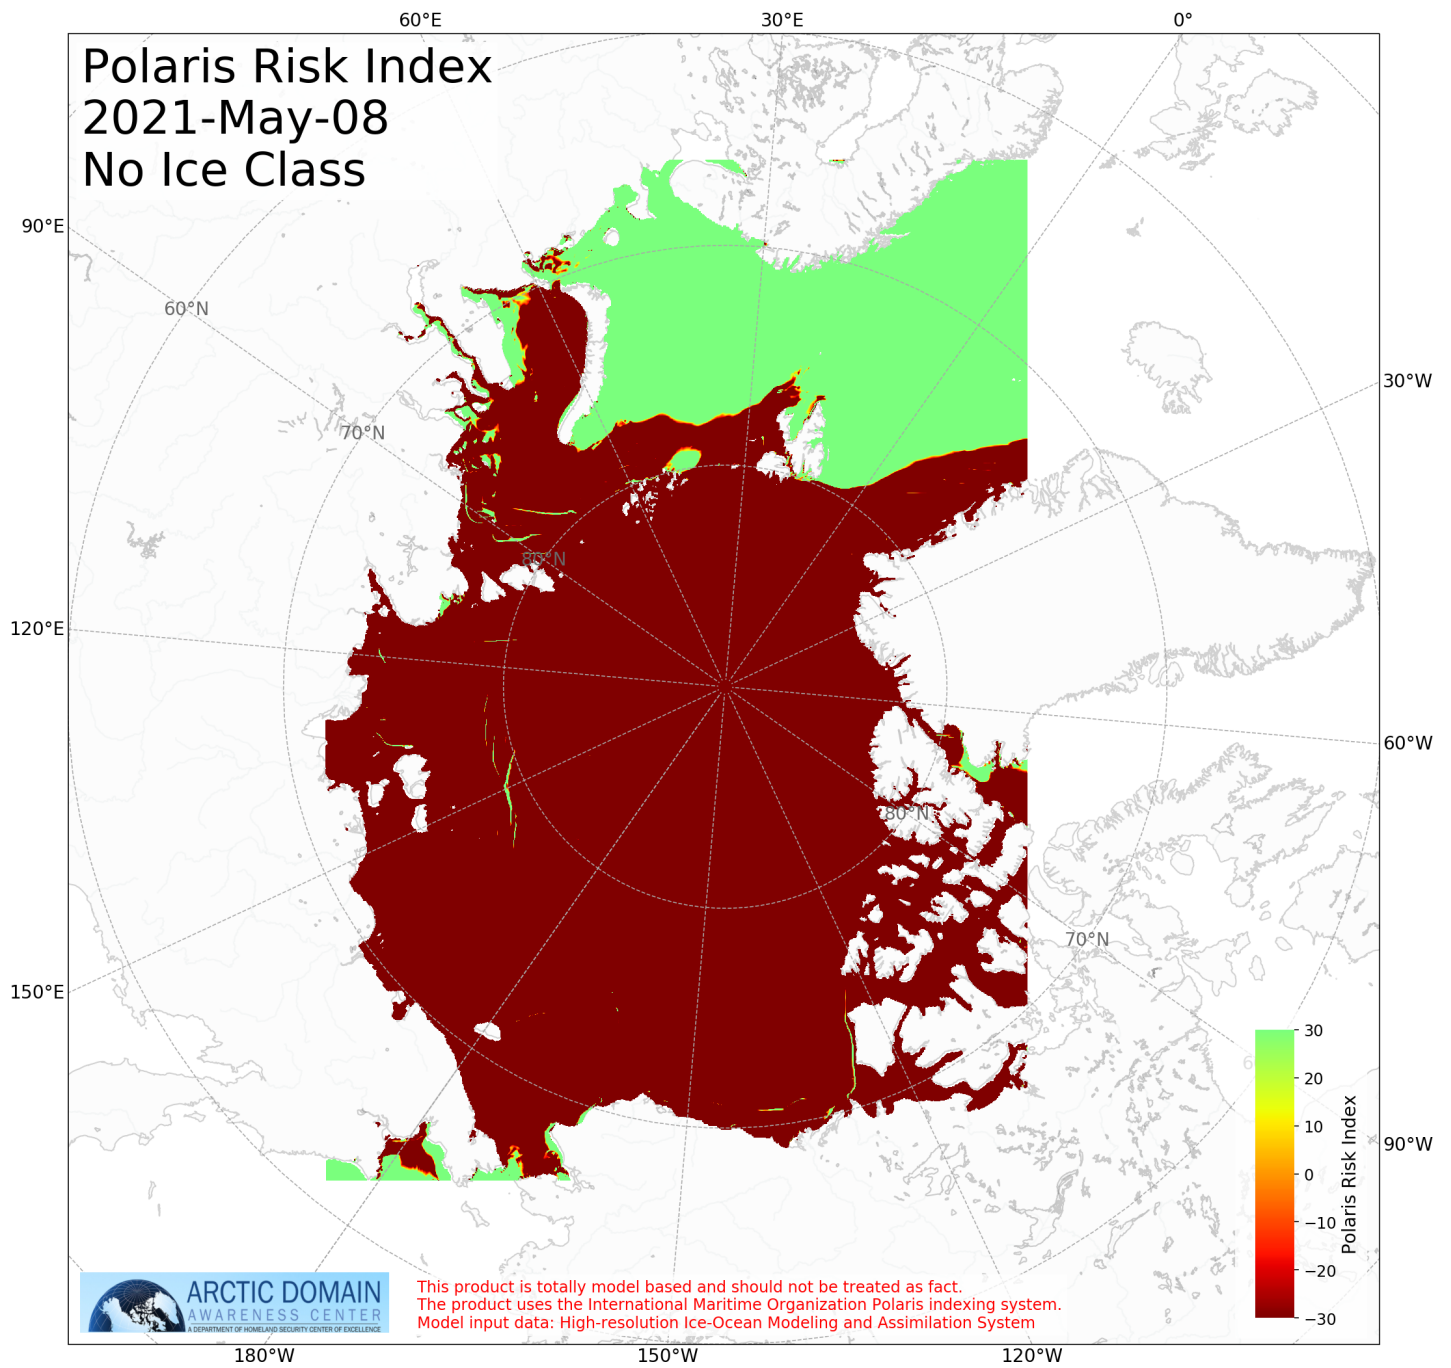 60°E
30°E
0°
Polaris Risk Index
2021-May-08
No Ice Class
90°E
60°N
30°W
70°N
80°N
120°E
60°W
80°N
70°N
150°E
30
20
10
0
−10
−20
−30
Polaris Risk Index
90°W
ARCTIC DOMAIN
AWARENESS CENTER
A DEPARTMENT OF HOMELAND SECURITY CENTER OF EXCELLENCE
This product is totally model based and should not be treated as fact.
The product uses the International Maritime Organization Polaris indexing system.
Model input data: High-resolution Ice-Ocean Modeling and Assimilation System
180°W
150°W
120°W